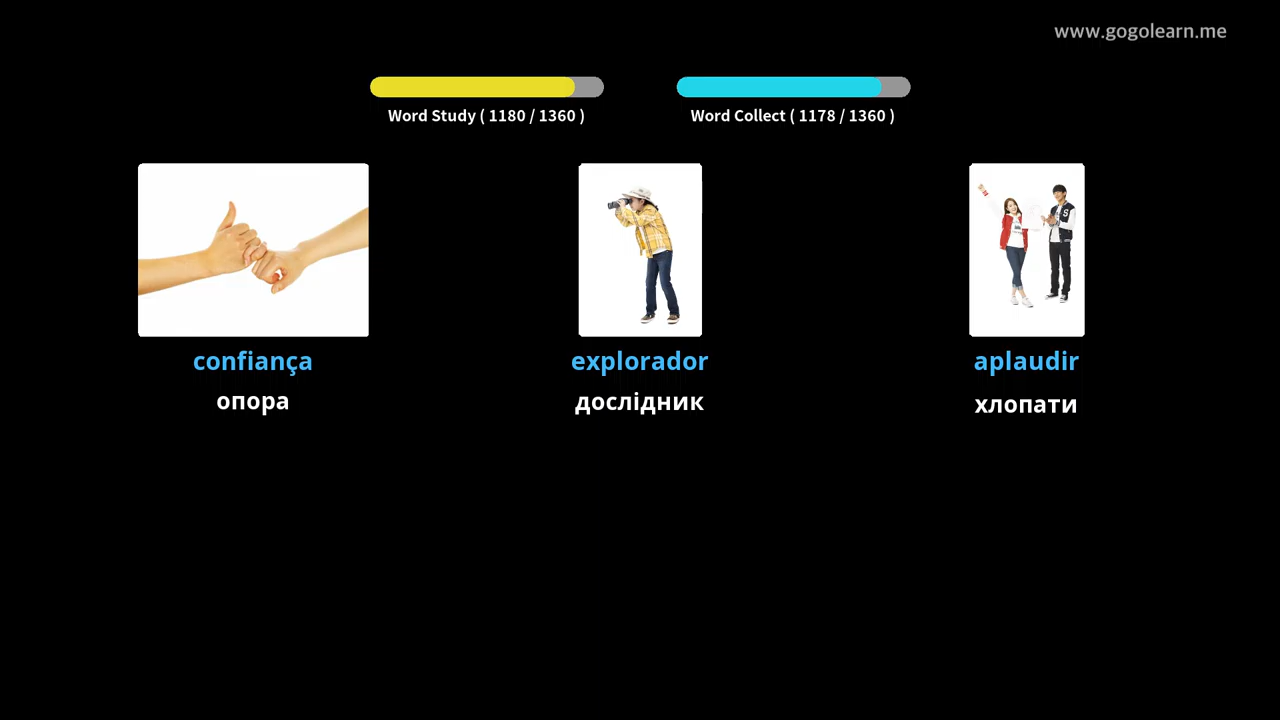 www.gogolearn.me
Word Study ( 1180 / 1360 )
Word Collect ( 1178 / 1360 )
confiança
explorador
aplaudir
опора
дослідник
хлопати